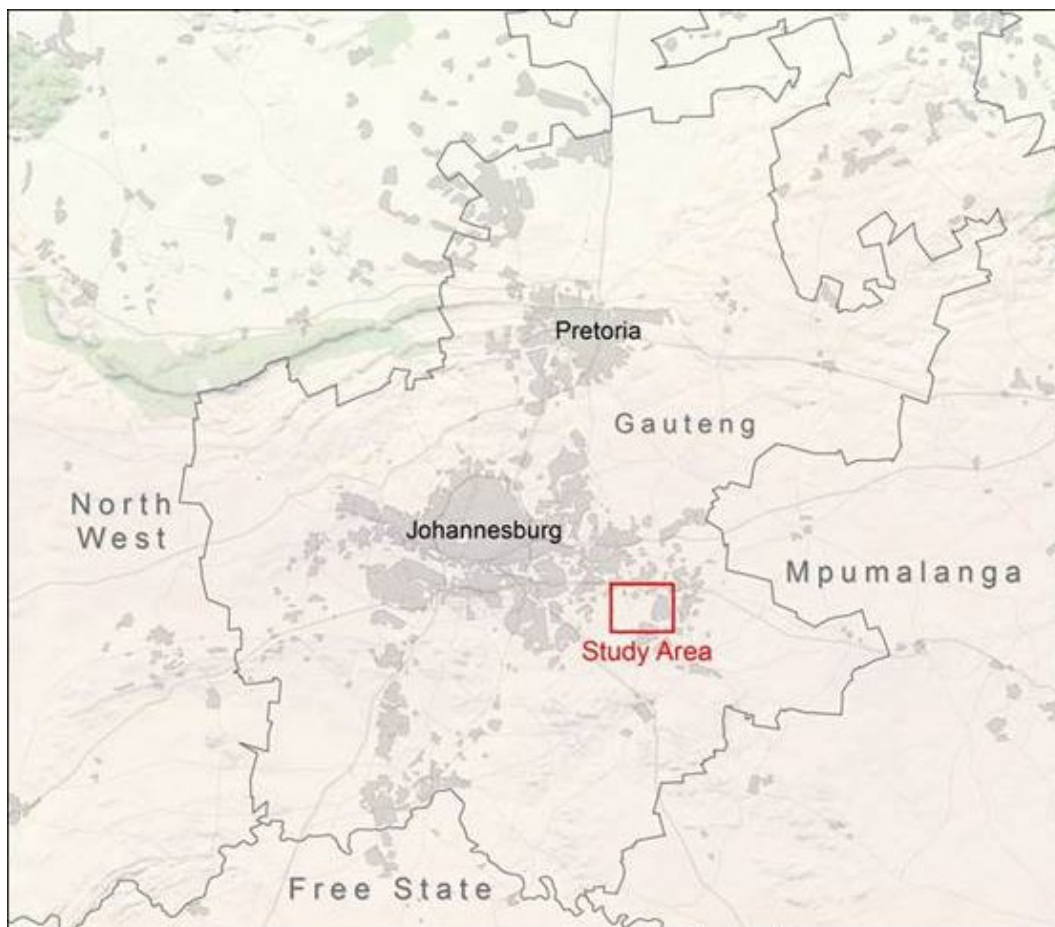 Pretoria
Gauteng
North
West
Johannesburg
Mpumalanga
Study Area
Free State